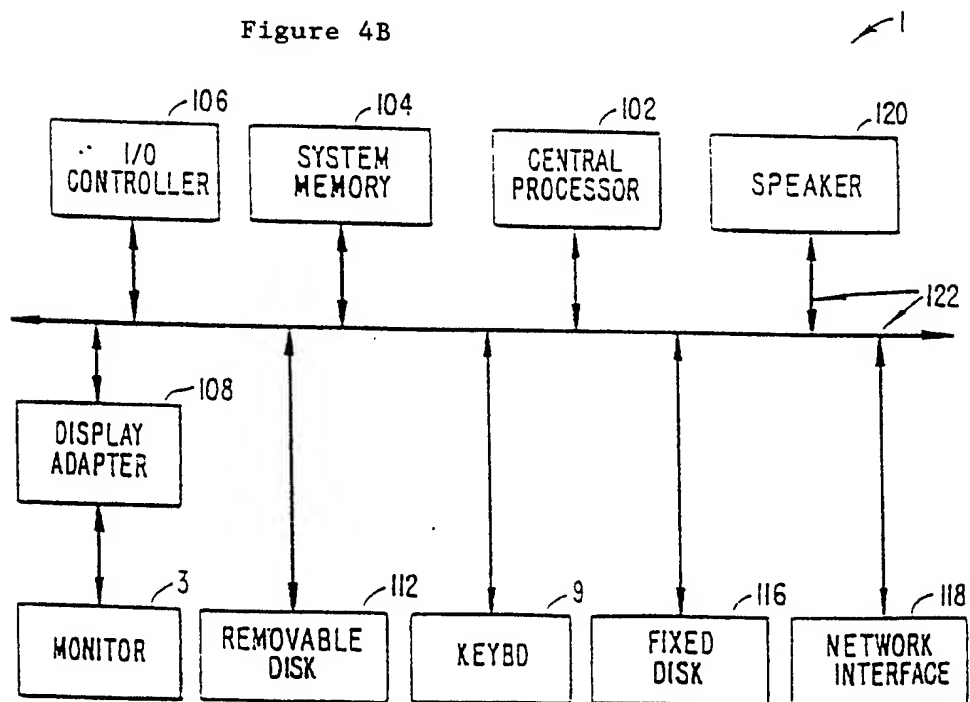 Figure 4B
1
106
104
102
120
I/O
CONTROLLER
SYSTEM
MEMORY
CENTRAL
PROCESSOR
SPEAKER
122
108
DISPLAY
ADAPTER
3
112
9
116
118
MONITOR
REMOVABLE
DISK
KEYBD
FIXED
DISK
NETWORK
INTERFACE